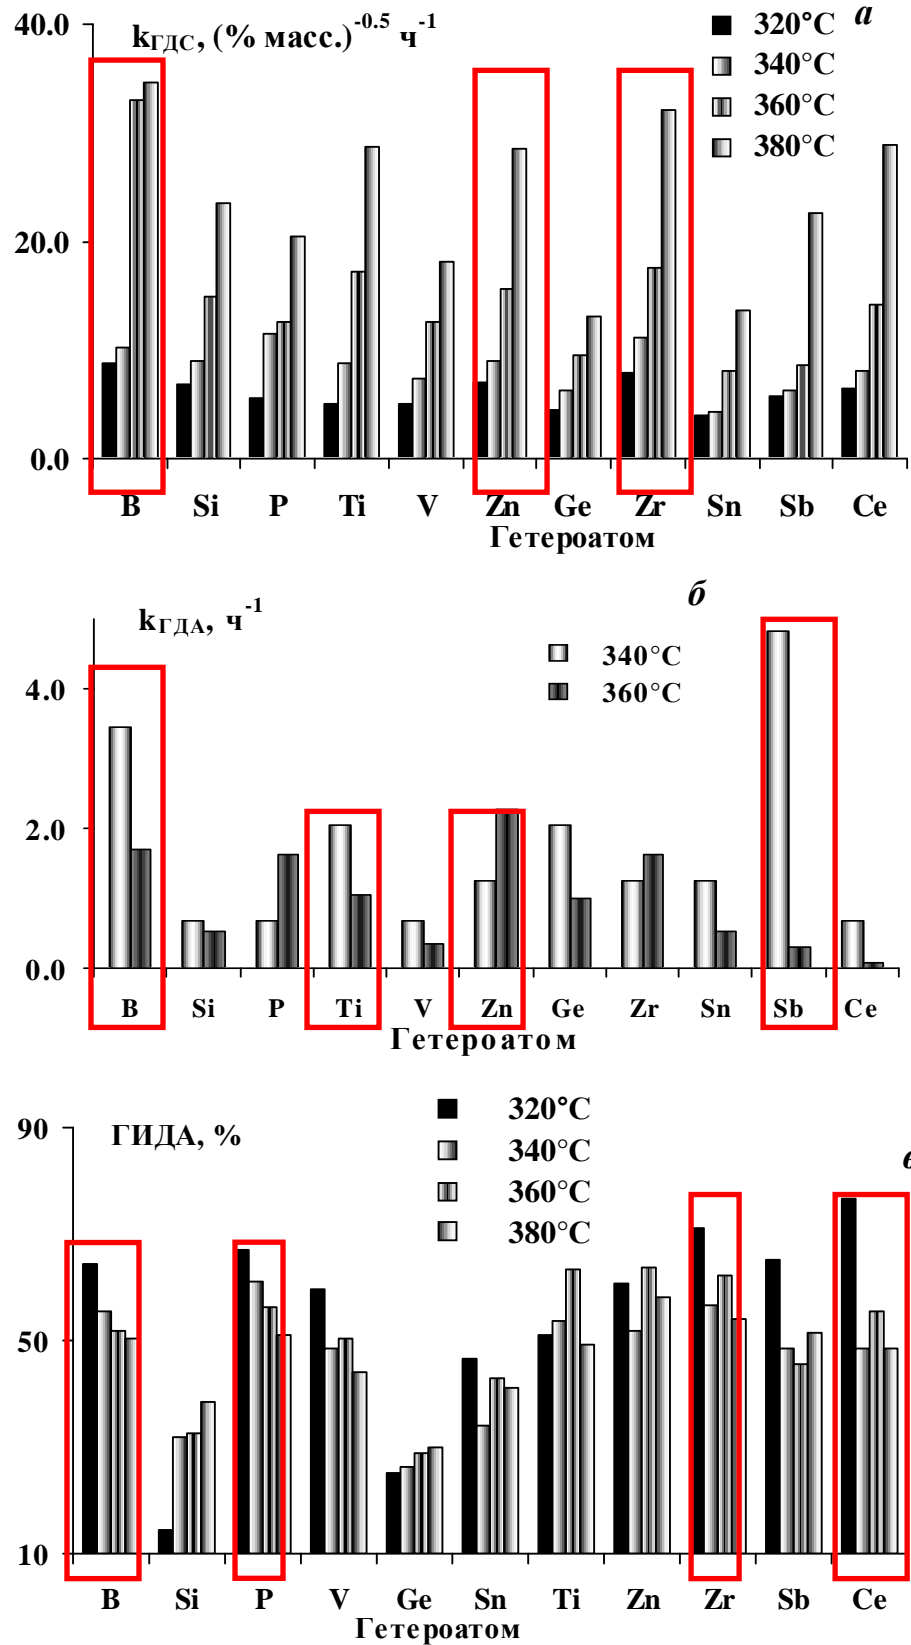 40.0
kГДС, (% масс.)-0.5 ч-1
320°C
а
340°C
360°C
380°C
20.0
0.0
B Si P Ti V Zn Ge Zr Sn Sb Ce
Гетероатом
б
kГДА, ч-1
340°C
360°C
4.0
2.0
0.0
B Si P Ti V Zn Ge Zr Sn Sb Ce
Гетероатом
90
ГИДА, %
320°C
340°C
360°C
380°C
50
10
B Si P V Ge Sn Ti Zn Zr Sb Ce
Гетероатом